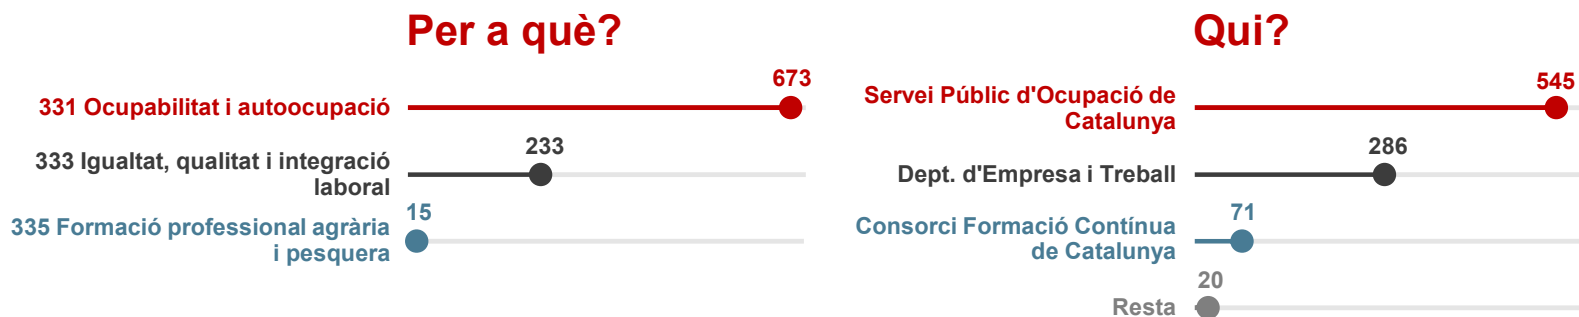 Per a què?
673
331 Ocupabilitat i autoocupació
233
333 Igualtat, qualitat i integració
laboral
15
335 Formació professional agrària
i pesquera
Qui?
545
Servei Públic d'Ocupació de
Catalunya
286
Dept. d'Empresa i Treball
71
Consorci Formació Contínua
de Catalunya
20
Resta